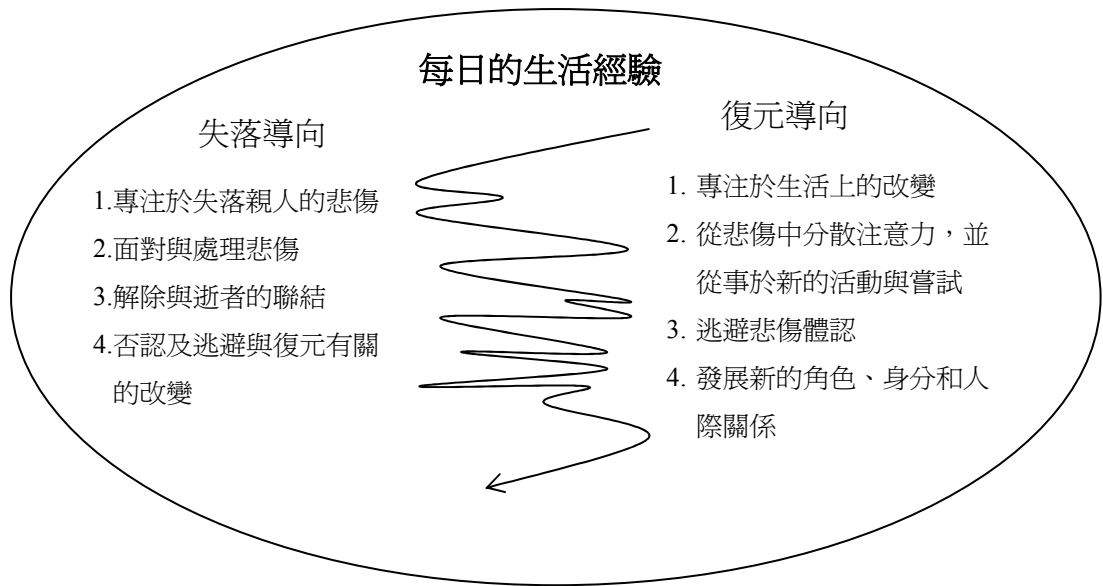 每日的生活經驗
失落導向
1.專注於失落親人的悲傷
2.面對與處理悲傷
3.解除與逝者的聯結
4.否認及逃避與復元有關
的改變
復元導向
1. 專注於生活上的改變
2. 從悲傷中分散注意力，並
從事於新的活動與嘗試
3. 逃避悲傷體認
4. 發展新的角色、身分和人
際關係